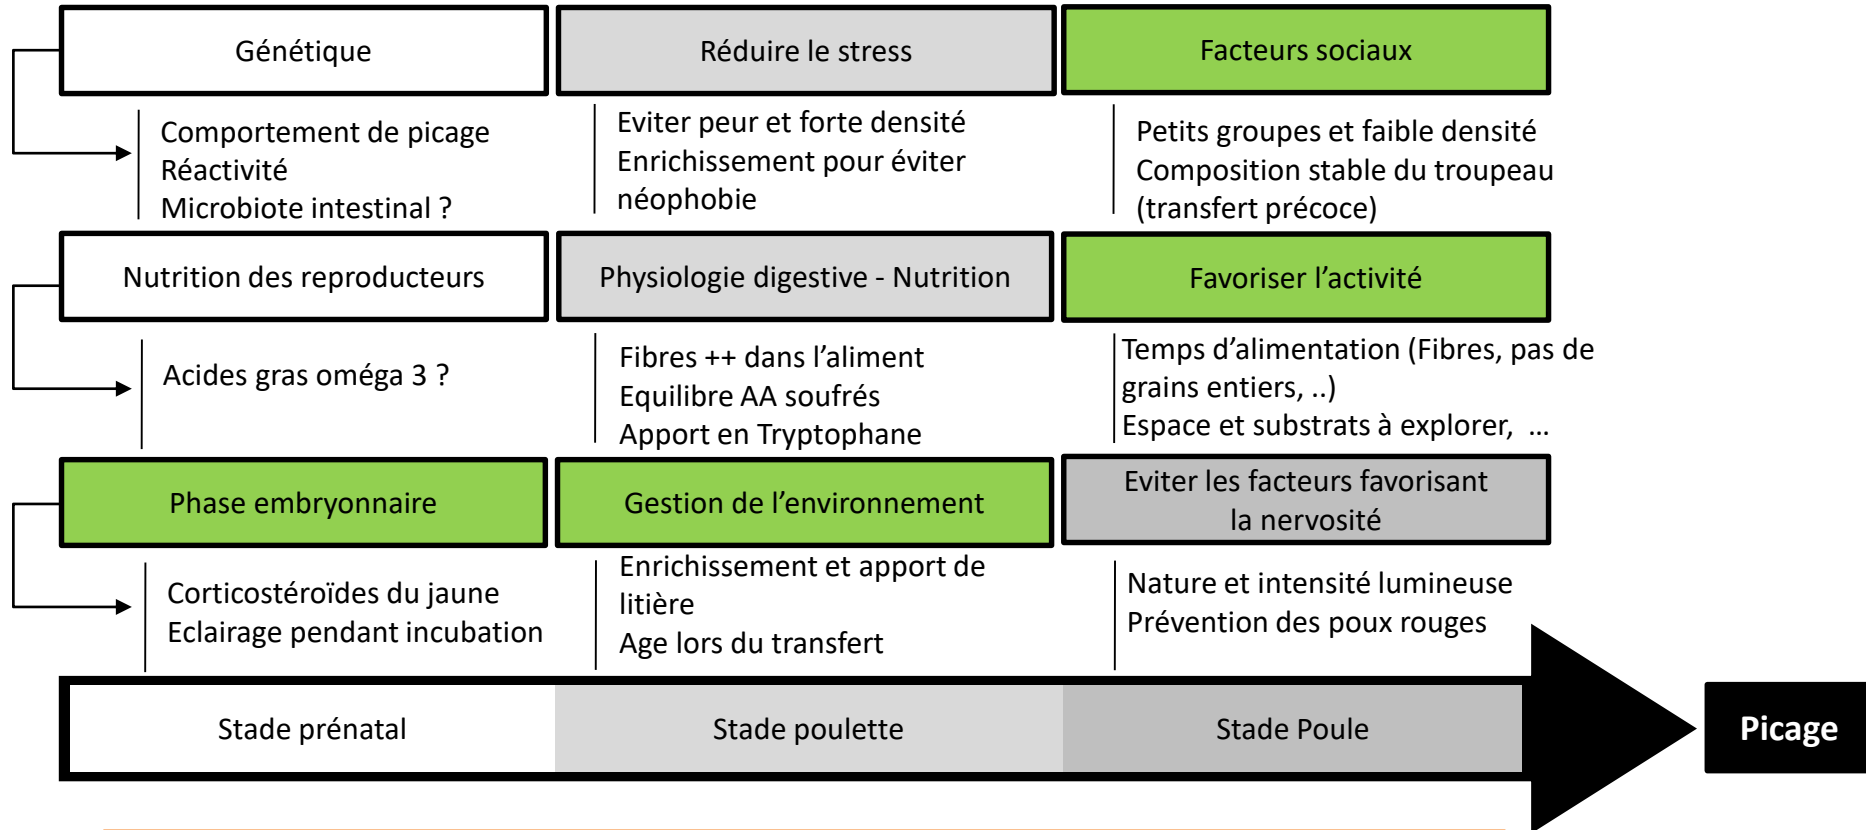 Génétique
Réduire le stress
Facteurs sociaux
Comportement de picage
Réactivité
Microbiote intestinal ?
Eviter peur et forte densité
Enrichissement pour éviter
néophobie
Petits groupes et faible densité
Composition stable du troupeau
(transfert précoce)
Nutrition des reproducteurs
Physiologie digestive - Nutrition
Favoriser l’activité
Acides gras oméga 3 ?
Fibres ++ dans l’aliment
Equilibre AA soufrés
Apport en Tryptophane
Temps d’alimentation (Fibres, pas de
grains entiers, ..)
Espace et substrats à explorer, ...
Phase embryonnaire
Gestion de l’environnement
Eviter les facteurs favorisant
la nervosité
Corticostéroïdes du jaune
Eclairage pendant incubation
Enrichissement et apport de
litière
Age lors du transfert
Nature et intensité lumineuse
Prévention des poux rouges
Stade prénatal
Stade poulette
Stade Poule
Picage